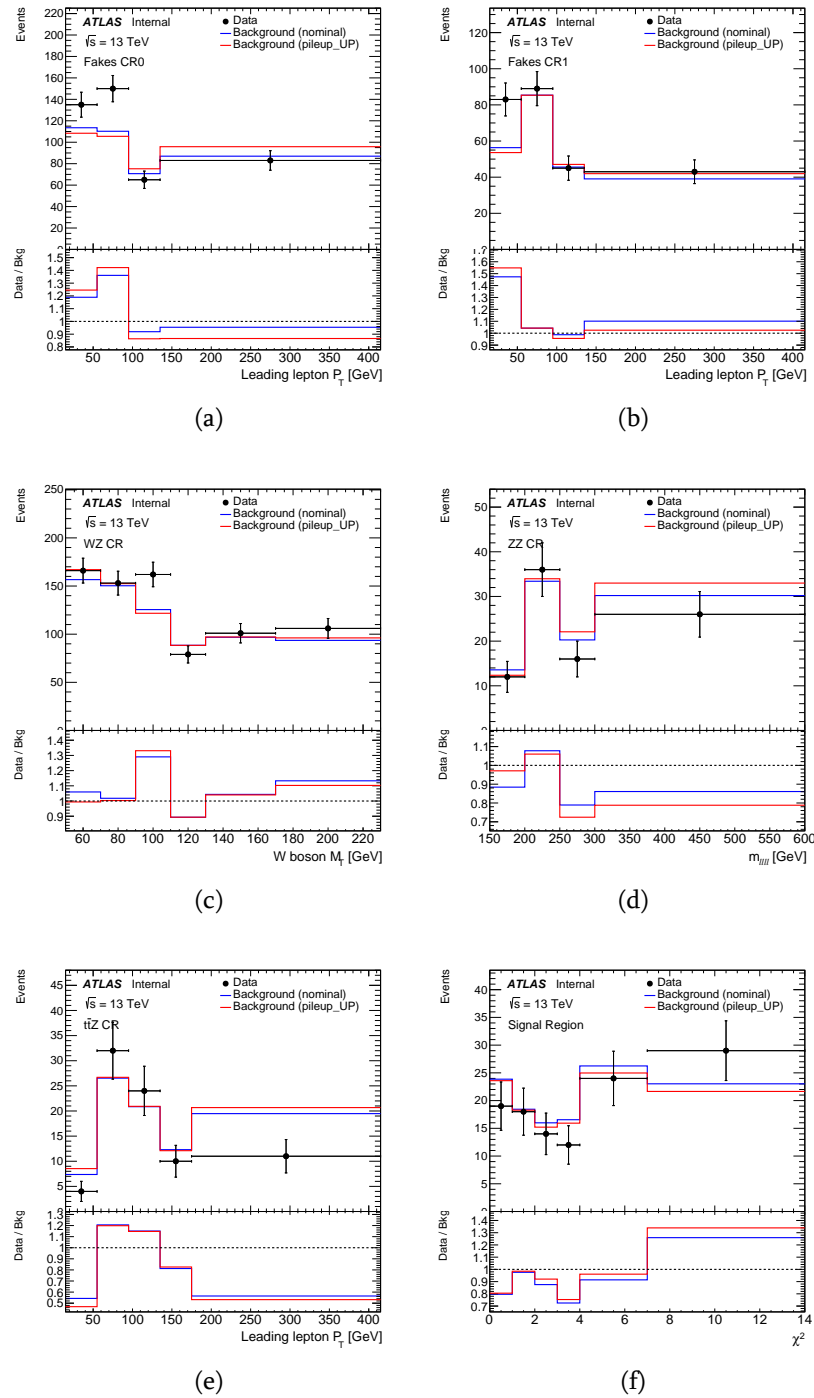 Events
ATLAS Internal
√s = 13 TeV
Fakes CR0
Data
Background (nominal)
Background (pileup_UP)
220
200
180
160
140
120
100
80
60
40
20
0
Data / Bkg
1.5
1.4
1.3
1.2
1.1
1
0.9
0.8
50 100 150 200 250 300 350 400
Leading lepton P_T [GeV]
(a)
Events
ATLAS Internal
√s = 13 TeV
Fakes CR1
Data
Background (nominal)
Background (pileup_UP)
120
100
80
60
40
20
0
Data / Bkg
1.7
1.6
1.5
1.4
1.3
1.2
1.1
1
0.9
50 100 150 200 250 300 350 400
Leading lepton P_T [GeV]
(b)
Events
ATLAS Internal
√s = 13 TeV
WZ CR
Data
Background (nominal)
Background (pileup_UP)
250
200
150
100
50
0
Data / Bkg
1.4
1.3
1.2
1.1
1
0.9
60 80 100 120 140 160 180 200 220
W boson M_T [GeV]
(c)
Events
ATLAS Internal
√s = 13 TeV
ZZ CR
Data
Background (nominal)
Background (pileup_UP)
50
40
30
20
10
0
Data / Bkg
1.1
1
0.9
0.8
0.7
150 200 250 300 350 400 450 500 550 600
m_llll [GeV]
(d)
Events
ATLAS Internal
√s = 13 TeV
tt̄Z CR
Data
Background (nominal)
Background (pileup_UP)
45
40
35
30
25
20
15
10
5
0
Data / Bkg
1.3
1.2
1.1
1
0.9
0.8
0.7
0.6
0.5
50 100 150 200 250 300 350 400
Leading lepton P_T [GeV]
(e)
Events
ATLAS Internal
√s = 13 TeV
Signal Region
Data
Background (nominal)
Background (pileup_UP)
40
35
30
25
20
15
10
5
0
Data / Bkg
1.4
1.3
1.2
1.1
1
0.9
0.8
0.7
0 2 4 6 8 10 12 14
χ²
(f)